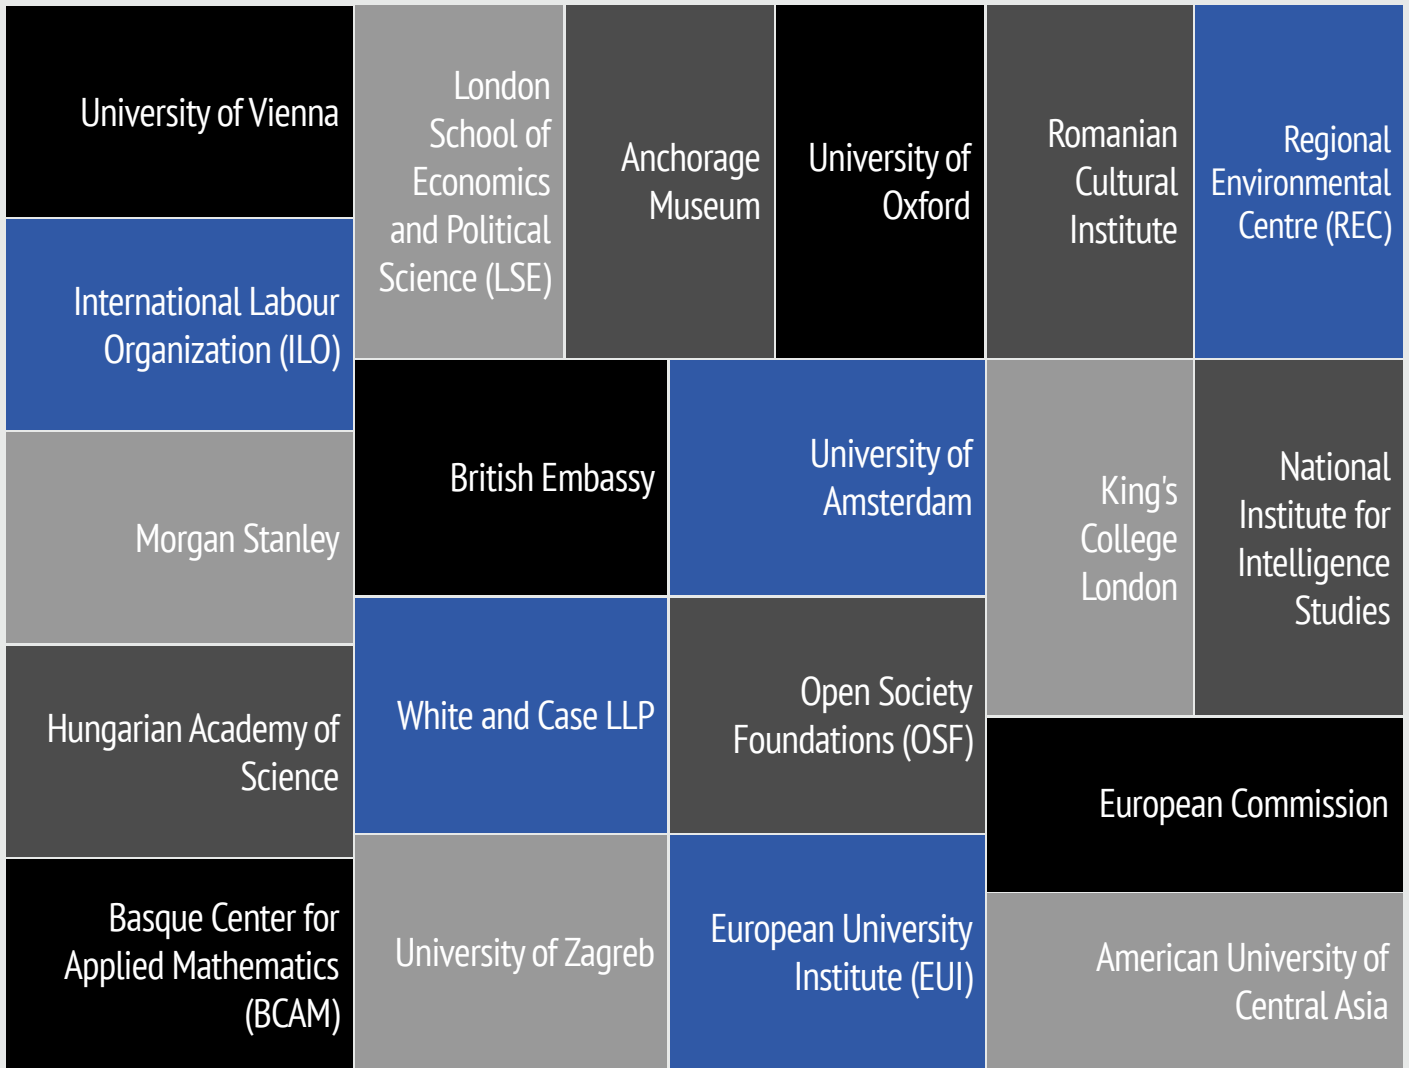 University of Vienna
London
School of
Economics
and Political
Science (LSE)
Anchorage
Museum
University of
Oxford
Romanian
Cultural
Institute
Regional
Environmental
Centre (REC)
International Labour
Organization (ILO)
British Embassy
University of
Amsterdam
King's
College
London
National
Institute for
Intelligence
Studies
Morgan Stanley
White and Case LLP
Open Society
Foundations (OSF)
Hungarian Academy of
Science
European Commission
Basque Center for
Applied Mathematics
(BCAM)
University of Zagreb
European University
Institute (EUI)
American University of
Central Asia